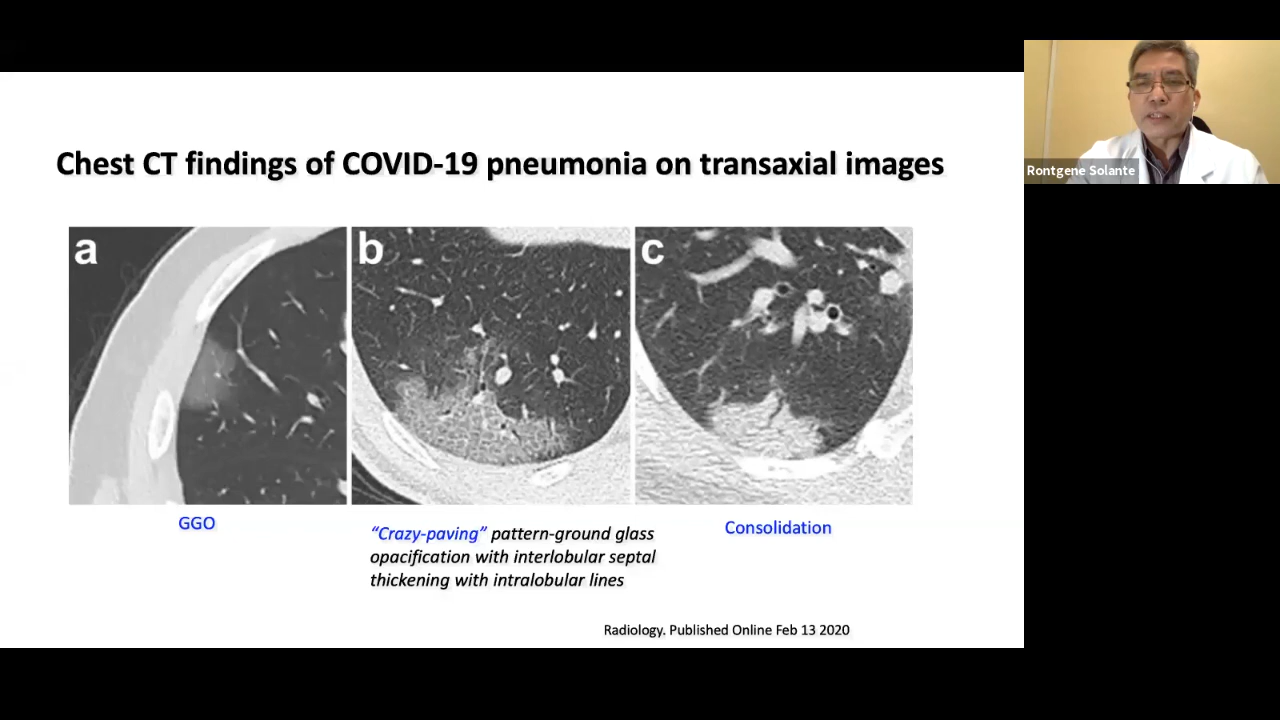 Chest CT findings of COVID-19 pneumonia on transaxial images
Rontgene Solante
a
b
c
GGO
“Crazy-paving” pattern-ground glass
opacification with interlobular septal
thickening with intralobular lines
Consolidation
Radiology. Published Online Feb 13 2020